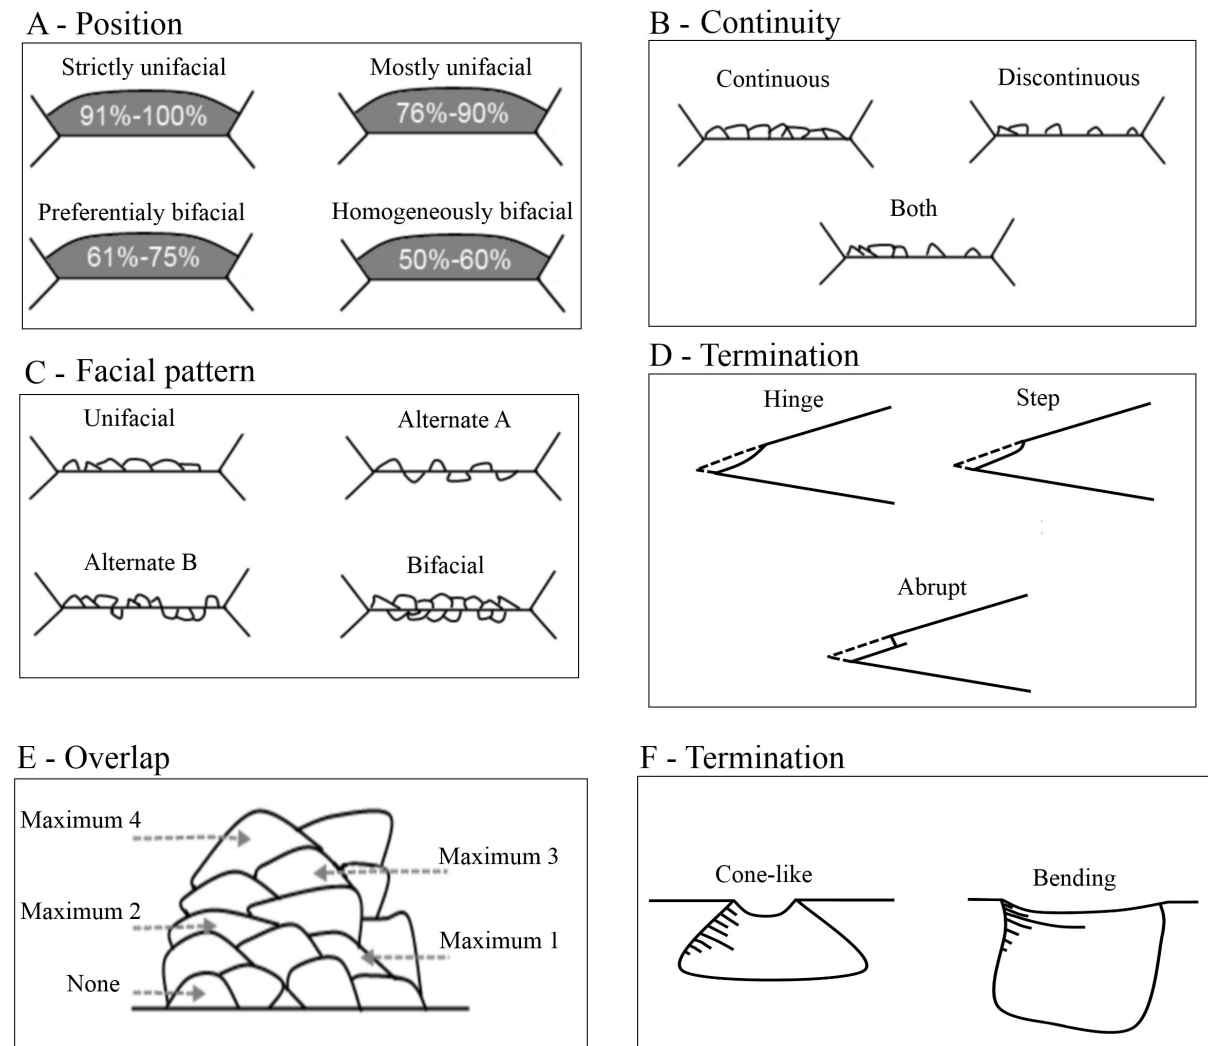 A - Position
Strictly unifacial
Mostly unifacial
91%-100%
76%-90%
Preferentialy bifacial
Homogeneously bifacial
61%-75%
50%-60%
B - Continuity
Continuous
Discontinuous
Both
C - Facial pattern
Unifacial
Alternate A
Alternate B
Bifacial
D - Termination
Hinge
Step
Abrupt
E - Overlap
Maximum 4
Maximum 3
Maximum 2
Maximum 1
None
F - Termination
Cone-like
Bending